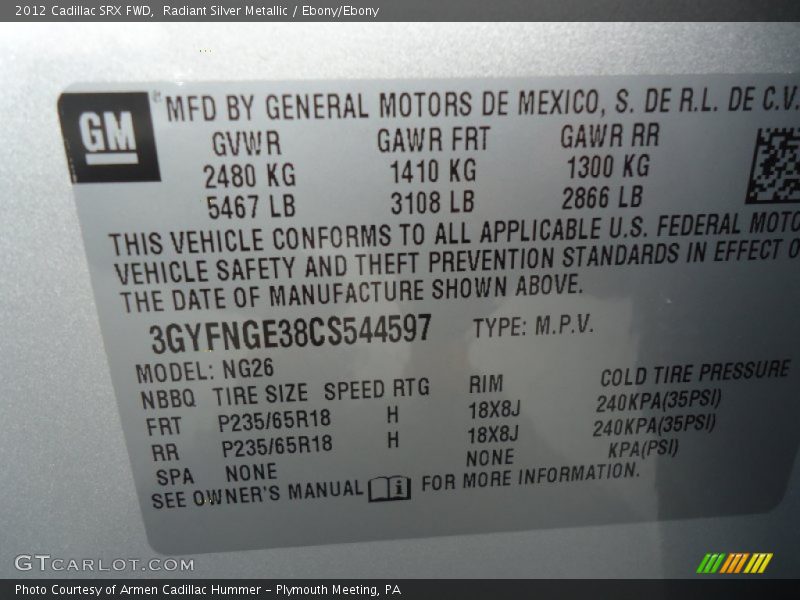 2012 Cadillac SRX FWD,  Radiant Silver Metallic / Ebony/Ebony
GM
MFD BY GENERAL MOTORS DE MEXICO, S. DE R.L. DE C.V.
GVWR GAWR FRT GAWR RR
2480 KG 1410 KG 1300 KG
5467 LB 3108 LB 2866 LB
THIS VEHICLE CONFORMS TO ALL APPLICABLE U.S. FEDERAL MOTO
VEHICLE SAFETY AND THEFT PREVENTION STANDARDS IN EFFECT O
THE DATE OF MANUFACTURE SHOWN ABOVE.
3GYFNGE38CS544597 TYPE: M.P.V.
MODEL: NG26
NBBQ TIRE SIZE SPEED RTG RIM COLD TIRE PRESSURE
FRT P235/65R18 H 18X8J 240KPA(35PSI)
RR P235/65R18 H 18X8J 240KPA(35PSI)
SPA NONE NONE KPA(PSI)
SEE OWNER'S MANUAL i FOR MORE INFORMATION.
GTCARLOT.COM
Photo Courtesy of Armen Cadillac Hummer – Plymouth Meeting, PA